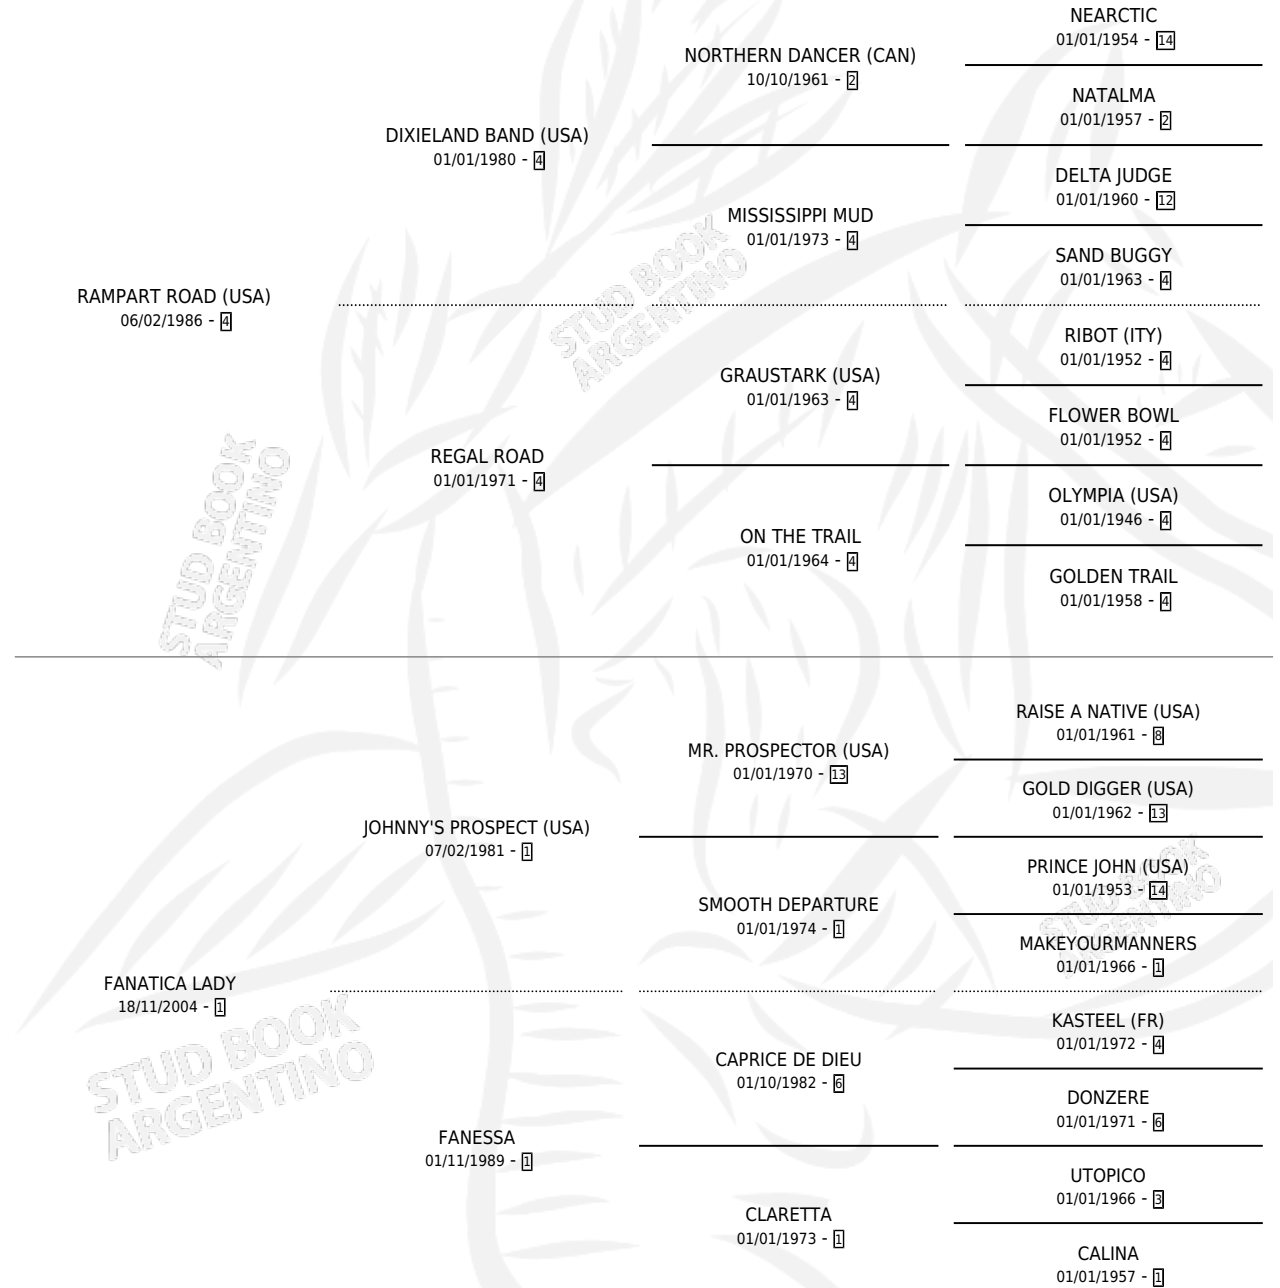 NEARCTIC
01/01/1954 - 14
NORTHERN DANCER (CAN)
10/10/1961 - 2
NATALMA
01/01/1957 - 2
DIXIELAND BAND (USA)
01/01/1980 - 4
DELTA JUDGE
01/01/1960 - 12
MISSISSIPPI MUD
01/01/1973 - 4
SAND BUGGY
01/01/1963 - 4
RAMPART ROAD (USA)
06/02/1986 - 4
RIBOT (ITY)
01/01/1952 - 4
GRAUSTARK (USA)
01/01/1963 - 4
FLOWER BOWL
01/01/1952 - 4
REGAL ROAD
01/01/1971 - 4
OLYMPIA (USA)
01/01/1946 - 4
ON THE TRAIL
01/01/1964 - 4
GOLDEN TRAIL
01/01/1958 - 4
RAISE A NATIVE (USA)
01/01/1961 - 8
MR. PROSPECTOR (USA)
01/01/1970 - 13
GOLD DIGGER (USA)
01/01/1962 - 13
JOHNNY'S PROSPECT (USA)
07/02/1981 - 1
PRINCE JOHN (USA)
01/01/1953 - 14
SMOOTH DEPARTURE
01/01/1974 - 1
MAKEYOURMANNERS
01/01/1966 - 1
FANATICA LADY
18/11/2004 - 1
KASTEEL (FR)
01/01/1972 - 4
CAPRICE DE DIEU
01/10/1982 - 6
DONZERE
01/01/1971 - 6
FANESSA
01/11/1989 - 1
UTOPICO
01/01/1966 - 3
CLARETTA
01/01/1973 - 1
CALINA
01/01/1957 - 1
STUD BOOK
ARGENTINO
STUD BOOK
ARGENTINO
STUD BOOK
ARGENTINO
STUD BOOK
ARGENTINO